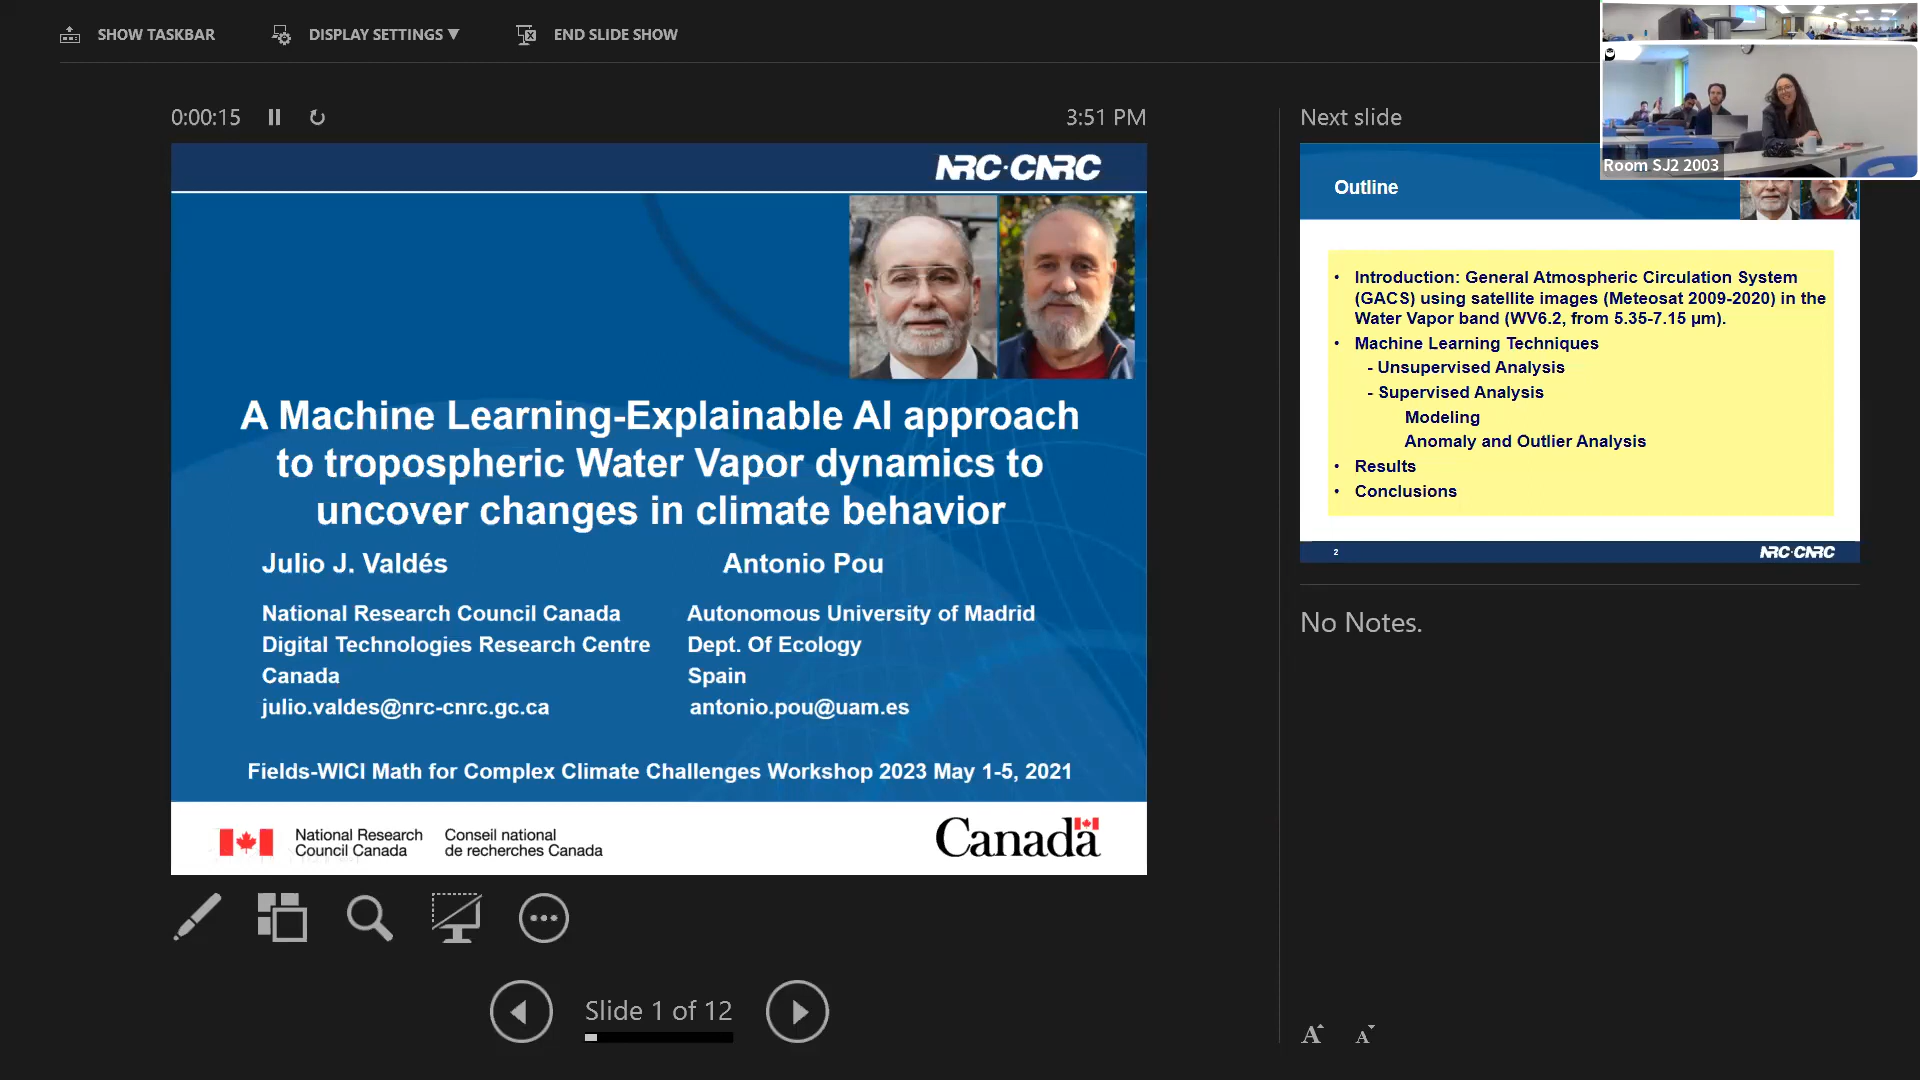 SHOW TASKBAR
DISPLAY SETTINGS ▼
END SLIDE SHOW
0:00:15
3:51 PM
NRC·CNRC
A Machine Learning-Explainable AI approach
to tropospheric Water Vapor dynamics to
uncover changes in climate behavior
Julio J. Valdés
Antonio Pou
National Research Council Canada
Digital Technologies Research Centre
Canada
julio.valdes@nrc-cnrc.gc.ca
Autonomous University of Madrid
Dept. Of Ecology
Spain
antonio.pou@uam.es
Fields-WICI Math for Complex Climate Challenges Workshop 2023 May 1-5, 2021
National Research
Council Canada
Conseil national
de recherches Canada
Canada
Slide 1 of 12
Next slide
Room SJ2 2003
Outline
• Introduction: General Atmospheric Circulation System
(GACS) using satellite images (Meteosat 2009-2020) in the
Water Vapor band (WV6.2, from 5.35-7.15 µm).
• Machine Learning Techniques
- Unsupervised Analysis
- Supervised Analysis
Modeling
Anomaly and Outlier Analysis
• Results
• Conclusions
2
NRC·CNRC
No Notes.
A A